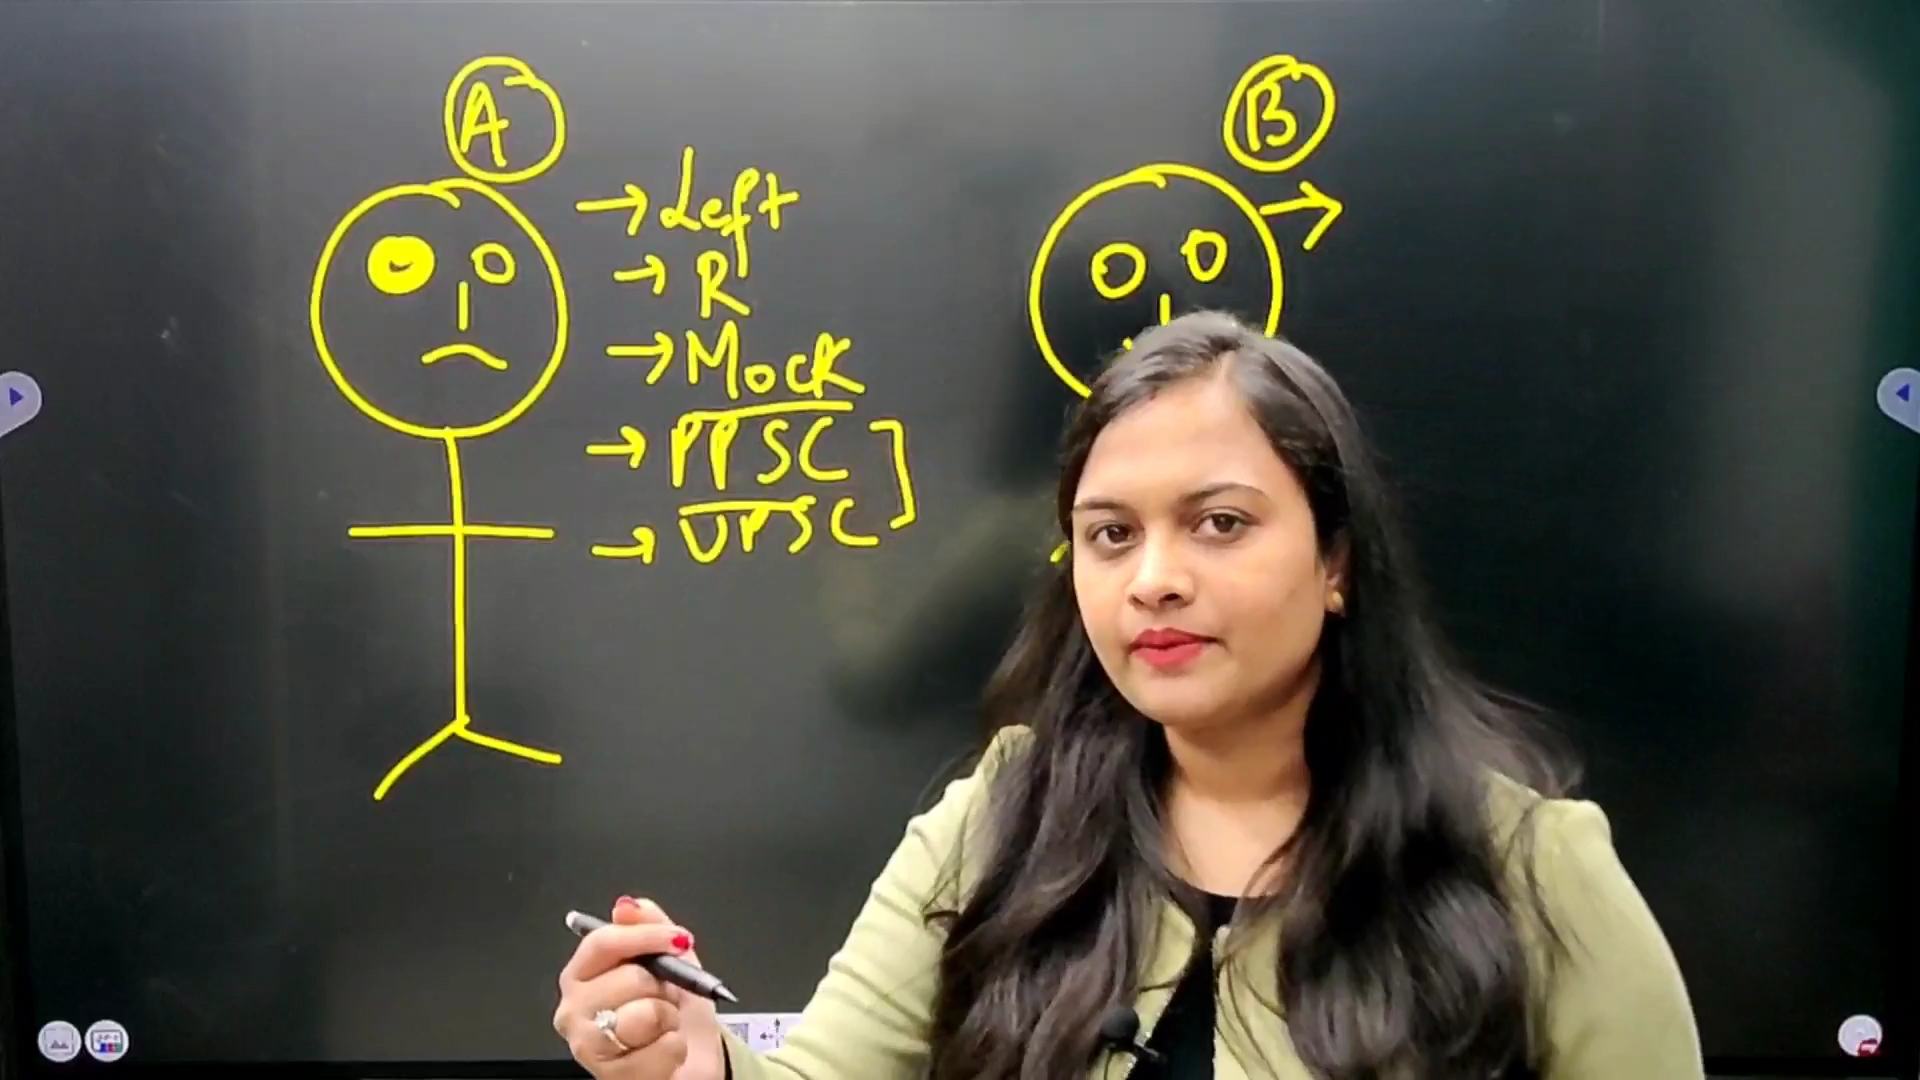 A
B
→ Left
→ R
→ Mock
→ PPSC
→ UPSC